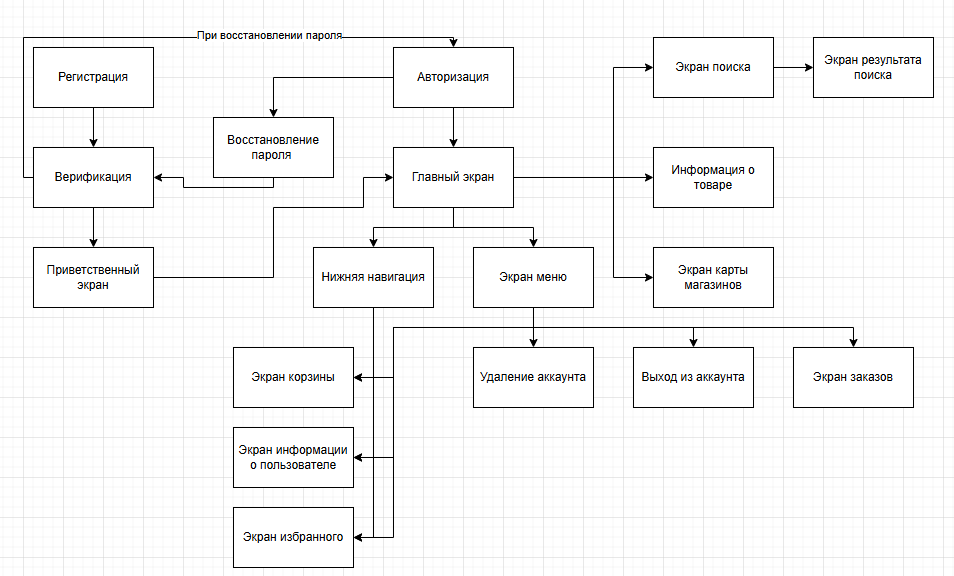 При восстановлении пароля
Регистрация
Авторизация
Экран поиска
Экран результата
поиска
Восстановление
пароля
Верификация
Главный экран
Информация о
товаре
Приветственный
экран
Нижняя навигация
Экран меню
Экран карты
магазинов
Экран корзины
Удаление аккаунта
Выход из аккаунта
Экран заказов
Экран информации
о пользователе
Экран избранного